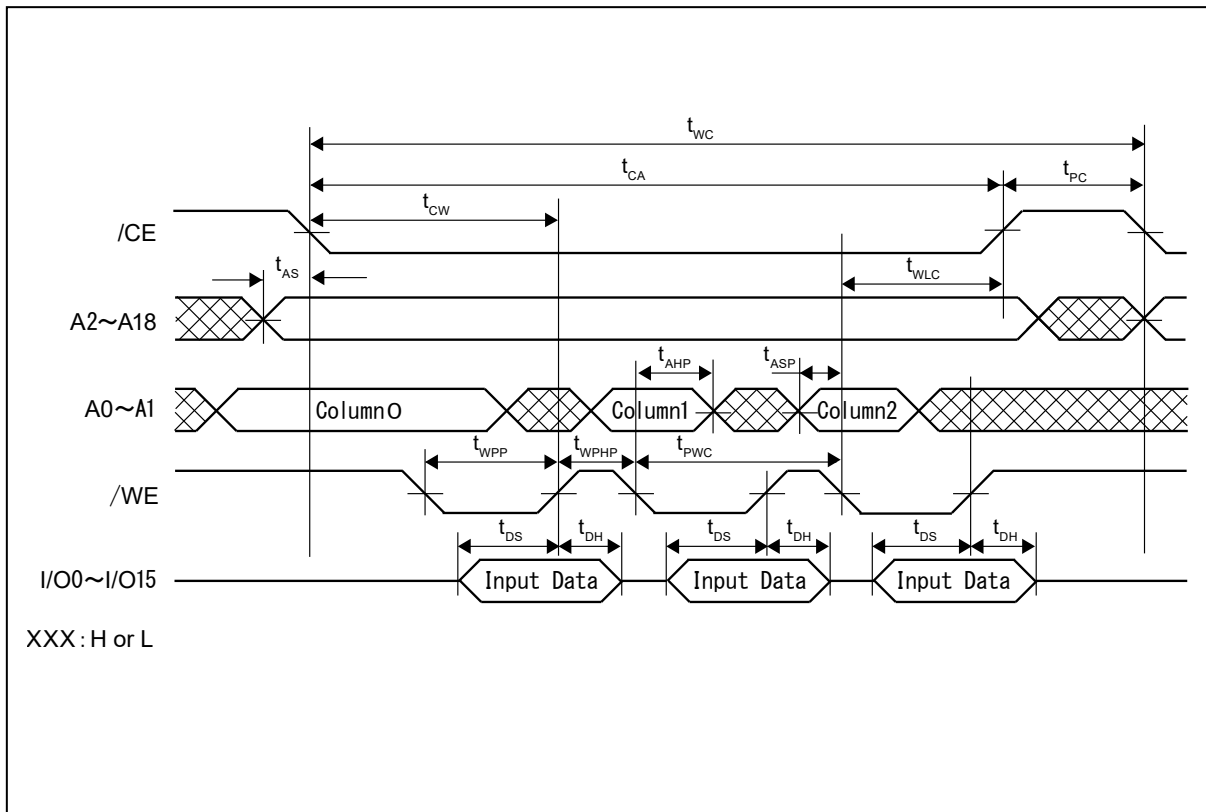 tWC
tCA
tPC
tCW
/CE
tAS
tWLC
A2～A18
tAHP
tASP
A0～A1
Column0
Column1
Column2
tWPP
tWPHP
tPWC
/WE
tDS
tDH
tDS
tDH
tDS
tDH
I/O0～I/O15
Input Data
Input Data
Input Data
XXX : H or L